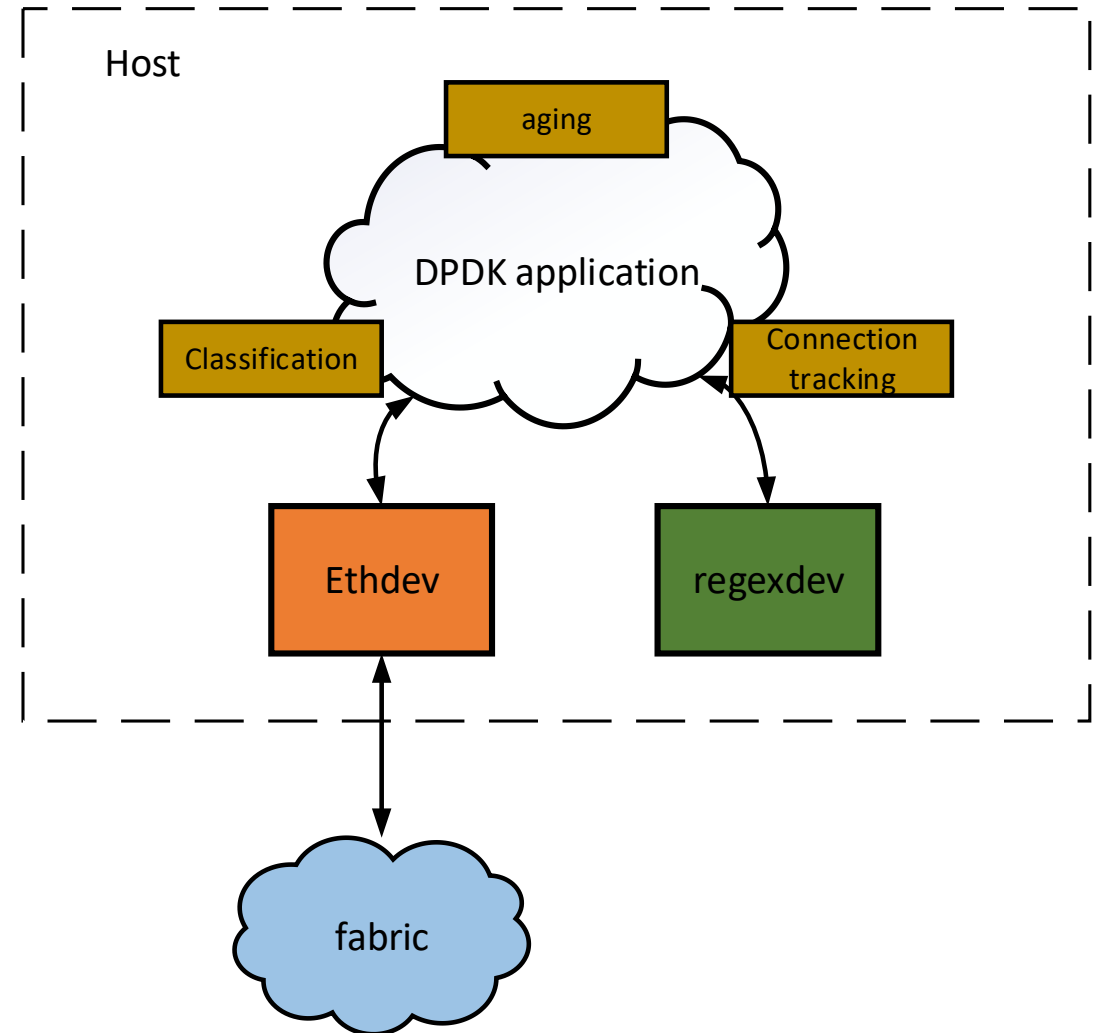 Host
aging
DPDK application
Classification
Connection
tracking
Ethdev
regexdev
fabric